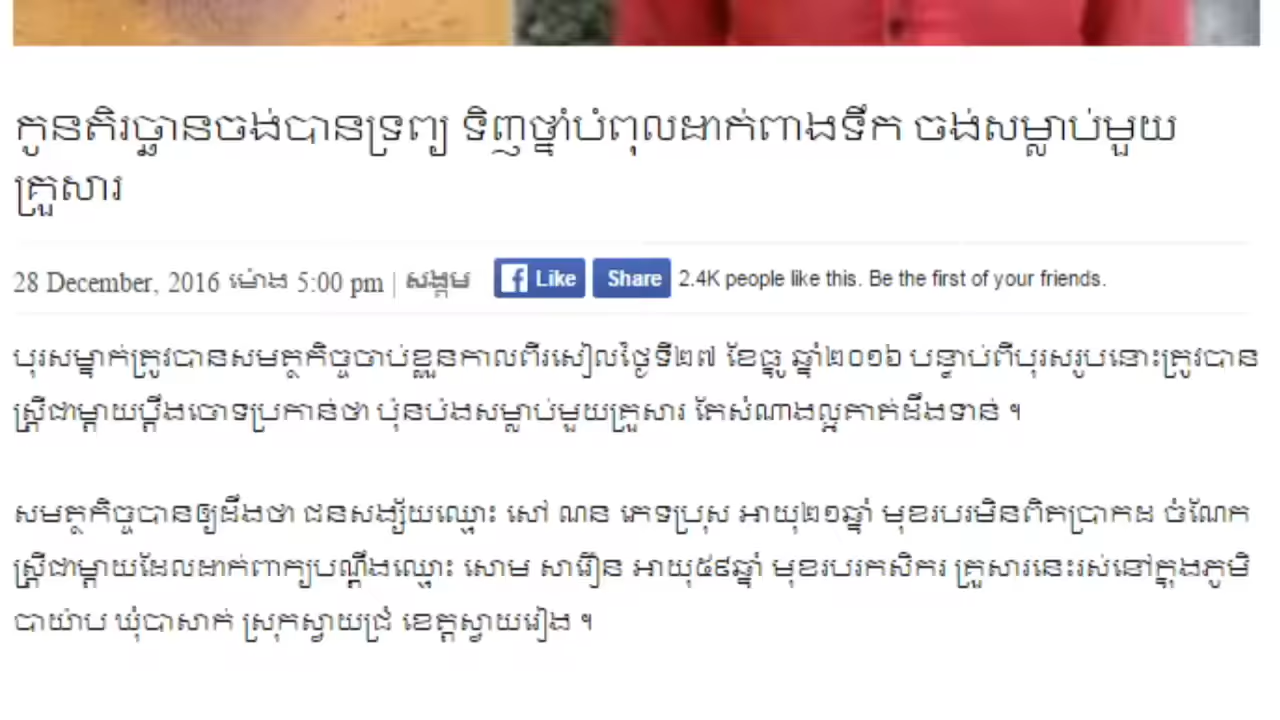 កូនតិរច្ឆានចង់បានទ្រព្យ ទិញថ្នាំបំពុលដាក់ពាងទឹក ចង់សម្លាប់មួយ
គ្រួសារ
28 December, 2016 ម៉ោង 5:00 pm | សង្គម Like Share 2.4K people like this. Be the first of your friends.
បុរសម្នាក់ត្រូវបានសមត្ថកិច្ចចាប់ខ្លួនកាលពីរសៀលថ្ងៃទី២៧ ខែធ្នូ ឆ្នាំ២០១៦ បន្ទាប់ពីបុរសរូបនោះត្រូវបាន
ស្ត្រីជាម្តាយប្តឹងចោទប្រកាន់ថា ប៉ុនប៉ងសម្លាប់មួយគ្រួសារ តែសំណាងល្អគាត់ដឹងទាន់ ។
សមត្ថកិច្ចបានឲ្យដឹងថា ជនសង្ស័យឈ្មោះ សៅ ណន ភេទប្រុស អាយុ២១ឆ្នាំ មុខរបរមិនពិតប្រាកដ ចំណែក
ស្ត្រីជាម្តាយដែលដាក់ពាក្យបណ្តឹងឈ្មោះ សោម សារឿន អាយុ៥៩ឆ្នាំ មុខរបរកសិករ គ្រួសារនេះរស់នៅក្នុងភូមិ
បាយ៉ាប ឃុំបាសាក់ ស្រុកស្វាយជ្រំ ខេត្តស្វាយរៀង ។